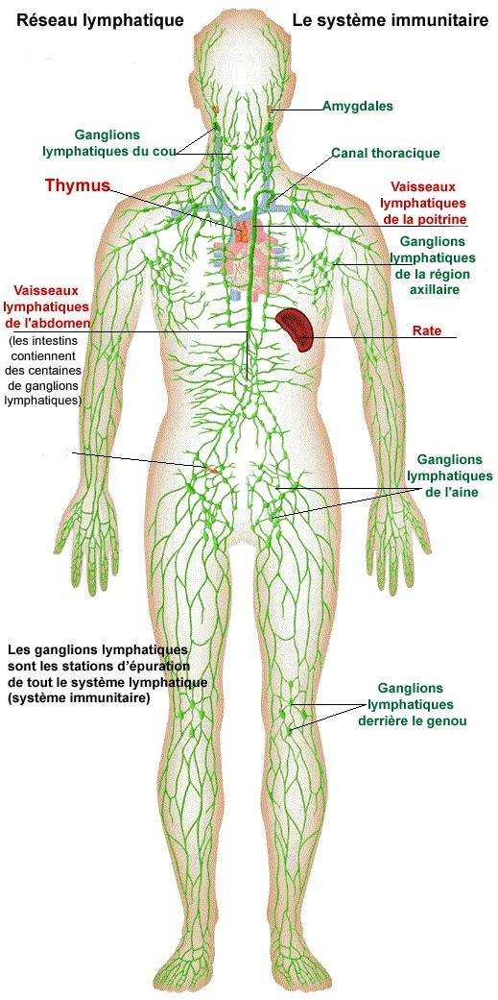 Réseau lymphatique
Le système immunitaire
Amygdales
Ganglions
lymphatiques du cou
Canal thoracique
Thymus
Vaisseaux
lymphatiques
de la poitrine
Ganglions
lymphatiques
de la région
axillaire
Vaisseaux
lymphatiques
de l'abdomen
(les intestins
contiennent
des centaines
de ganglions
lymphatiques)
Rate
Ganglions
lymphatiques
de l'aine
Les ganglions lymphatiques
sont les stations d'épuration
de tout le système lymphatique
(système immunitaire)
Ganglions
lymphatiques
derrière le genou